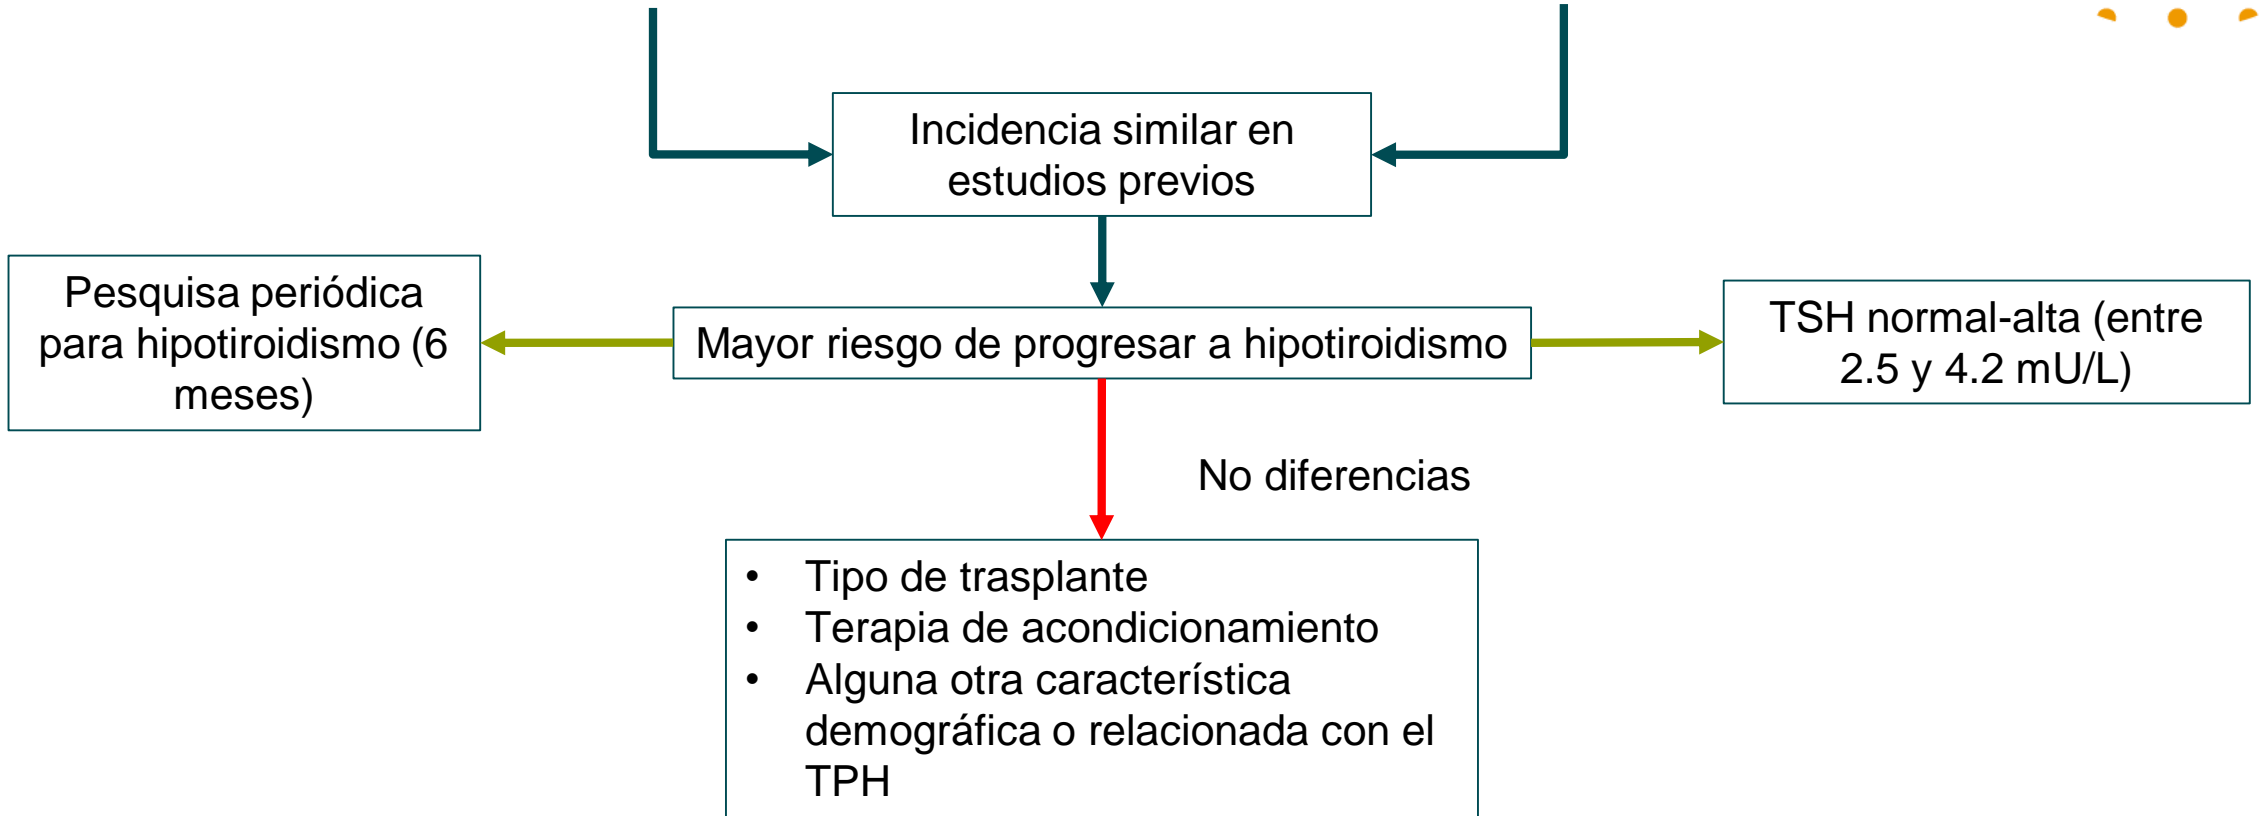 Incidencia similar en
estudios previos
Pesquisa periódica
para hipotiroidismo (6
meses)
Mayor riesgo de progresar a hipotiroidismo
TSH normal-alta (entre
2.5 y 4.2 mU/L)
No diferencias
• Tipo de trasplante
• Terapia de acondicionamiento
• Alguna otra característica
demográfica o relacionada con el
TPH